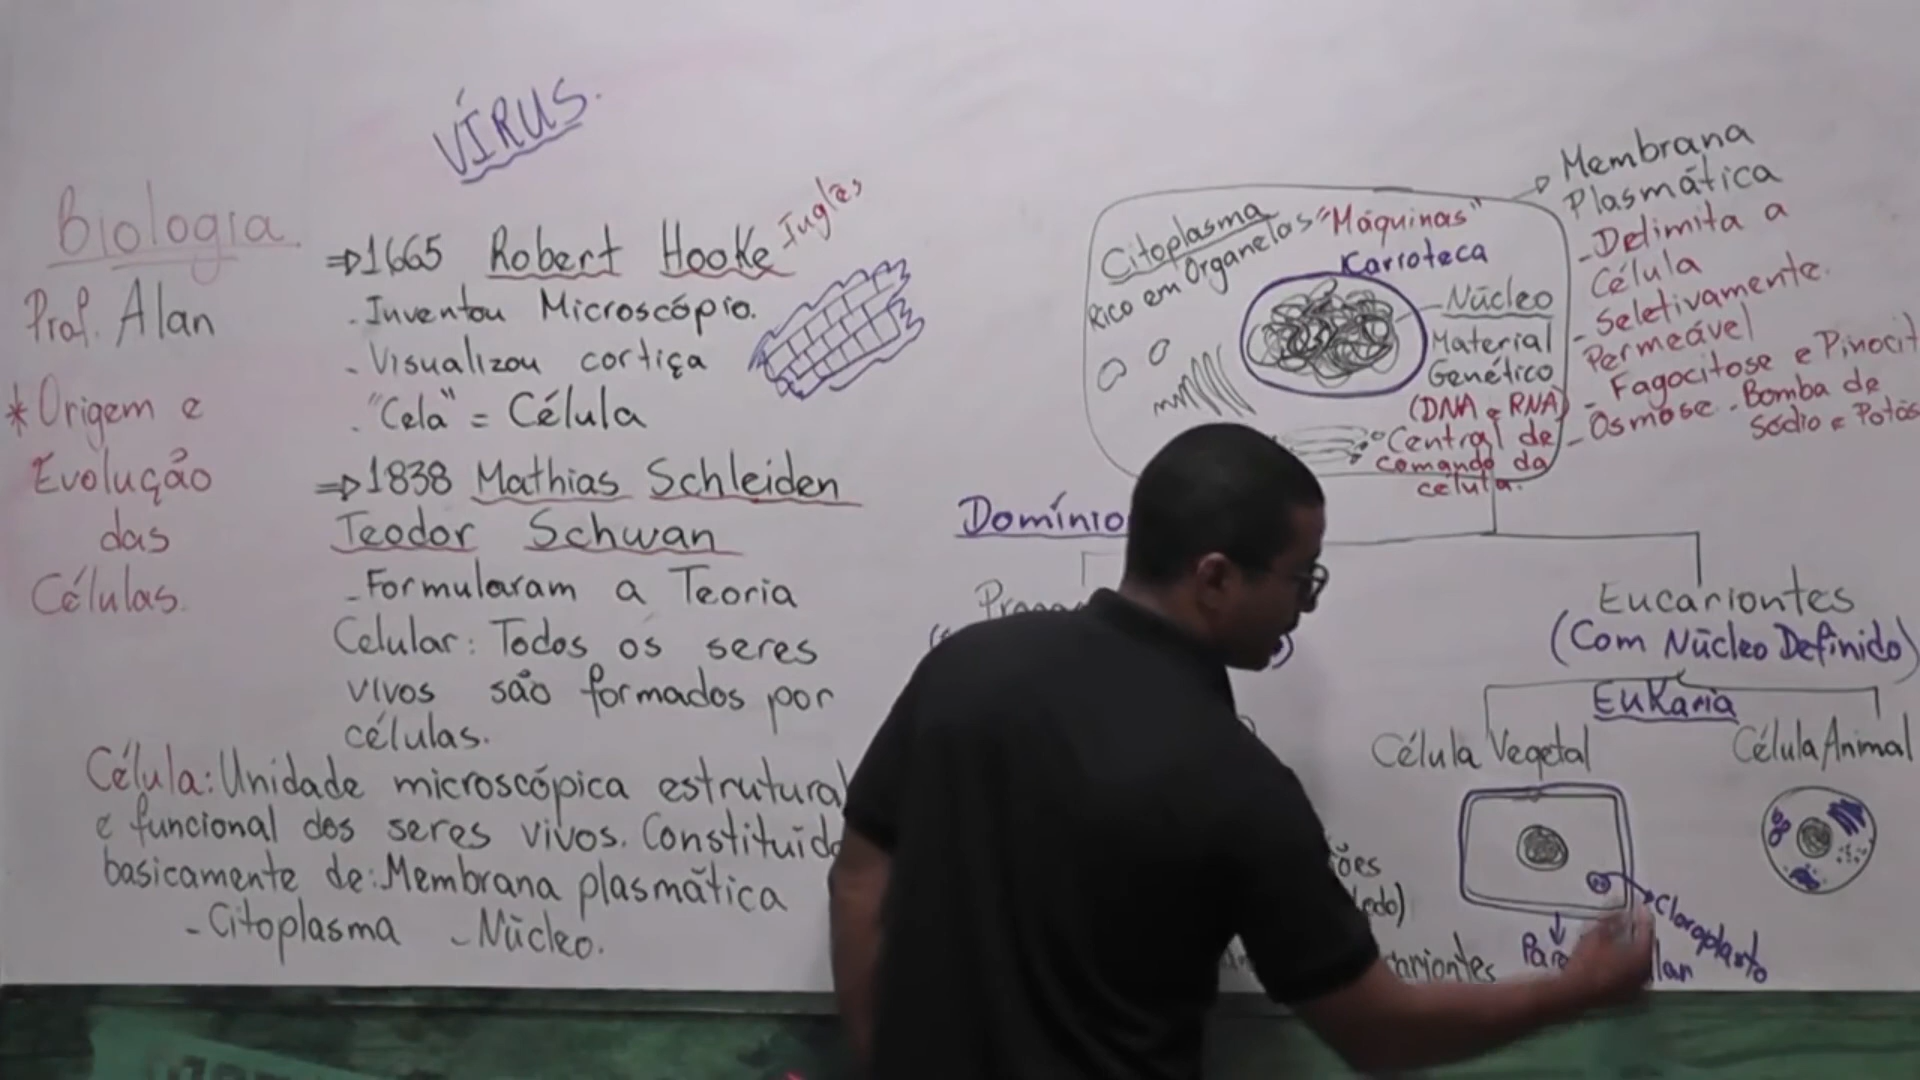 VÍRUS.
Biologia
Prof. Alan
*Origem e
Evolução
das
Células.
⇒1665 Robert Hooke Inglês
- Inventou Microscópio.
- Visualizou cortiça
- "Cela" = Célula
⇒1838 Mathias Schleiden
Teodor Schwan
- Formularam a Teoria
Celular: Todos os seres
vivos são formados por
células.
Célula: Unidade microscópica estrutural
e funcional dos seres vivos. Constituída
basicamente de: Membrana plasmática
- Citoplasma - Núcleo.
Citoplasma
Rico em Organelas "Máquinas"
Carioteca
Núcleo
Material
Genético
(DNA e RNA)
Central de
comando da
célula.
Membrana
Plasmática
- Delimita a
Célula
- Seletivamente
Permeável
- Fagocitose e Pinocit
- Osmose - Bomba de
Sódio e Potás
Domínio
Eucariontes
(Com Núcleo Definido)
Eukaria
Célula Vegetal
Célula Animal
Cloroplasto